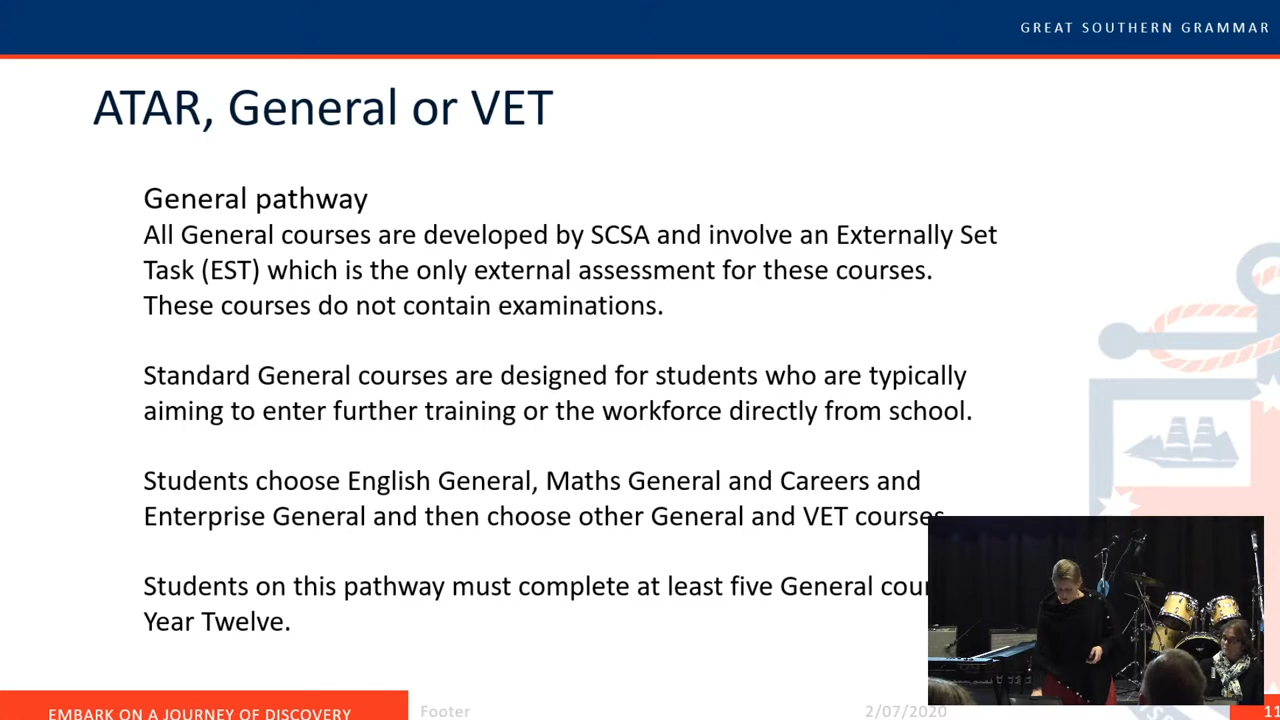 GREAT SOUTHERN GRAMMAR
ATAR, General or VET
General pathway
All General courses are developed by SCSA and involve an Externally Set
Task (EST) which is the only external assessment for these courses.
These courses do not contain examinations.
Standard General courses are designed for students who are typically
aiming to enter further training or the workforce directly from school.
Students choose English General, Maths General and Careers and
Enterprise General and then choose other General and VET courses
Students on this pathway must complete at least five General
Year Twelve.
EMBARK ON A JOURNEY OF DISCOVERY
Footer
2/07/2020
11